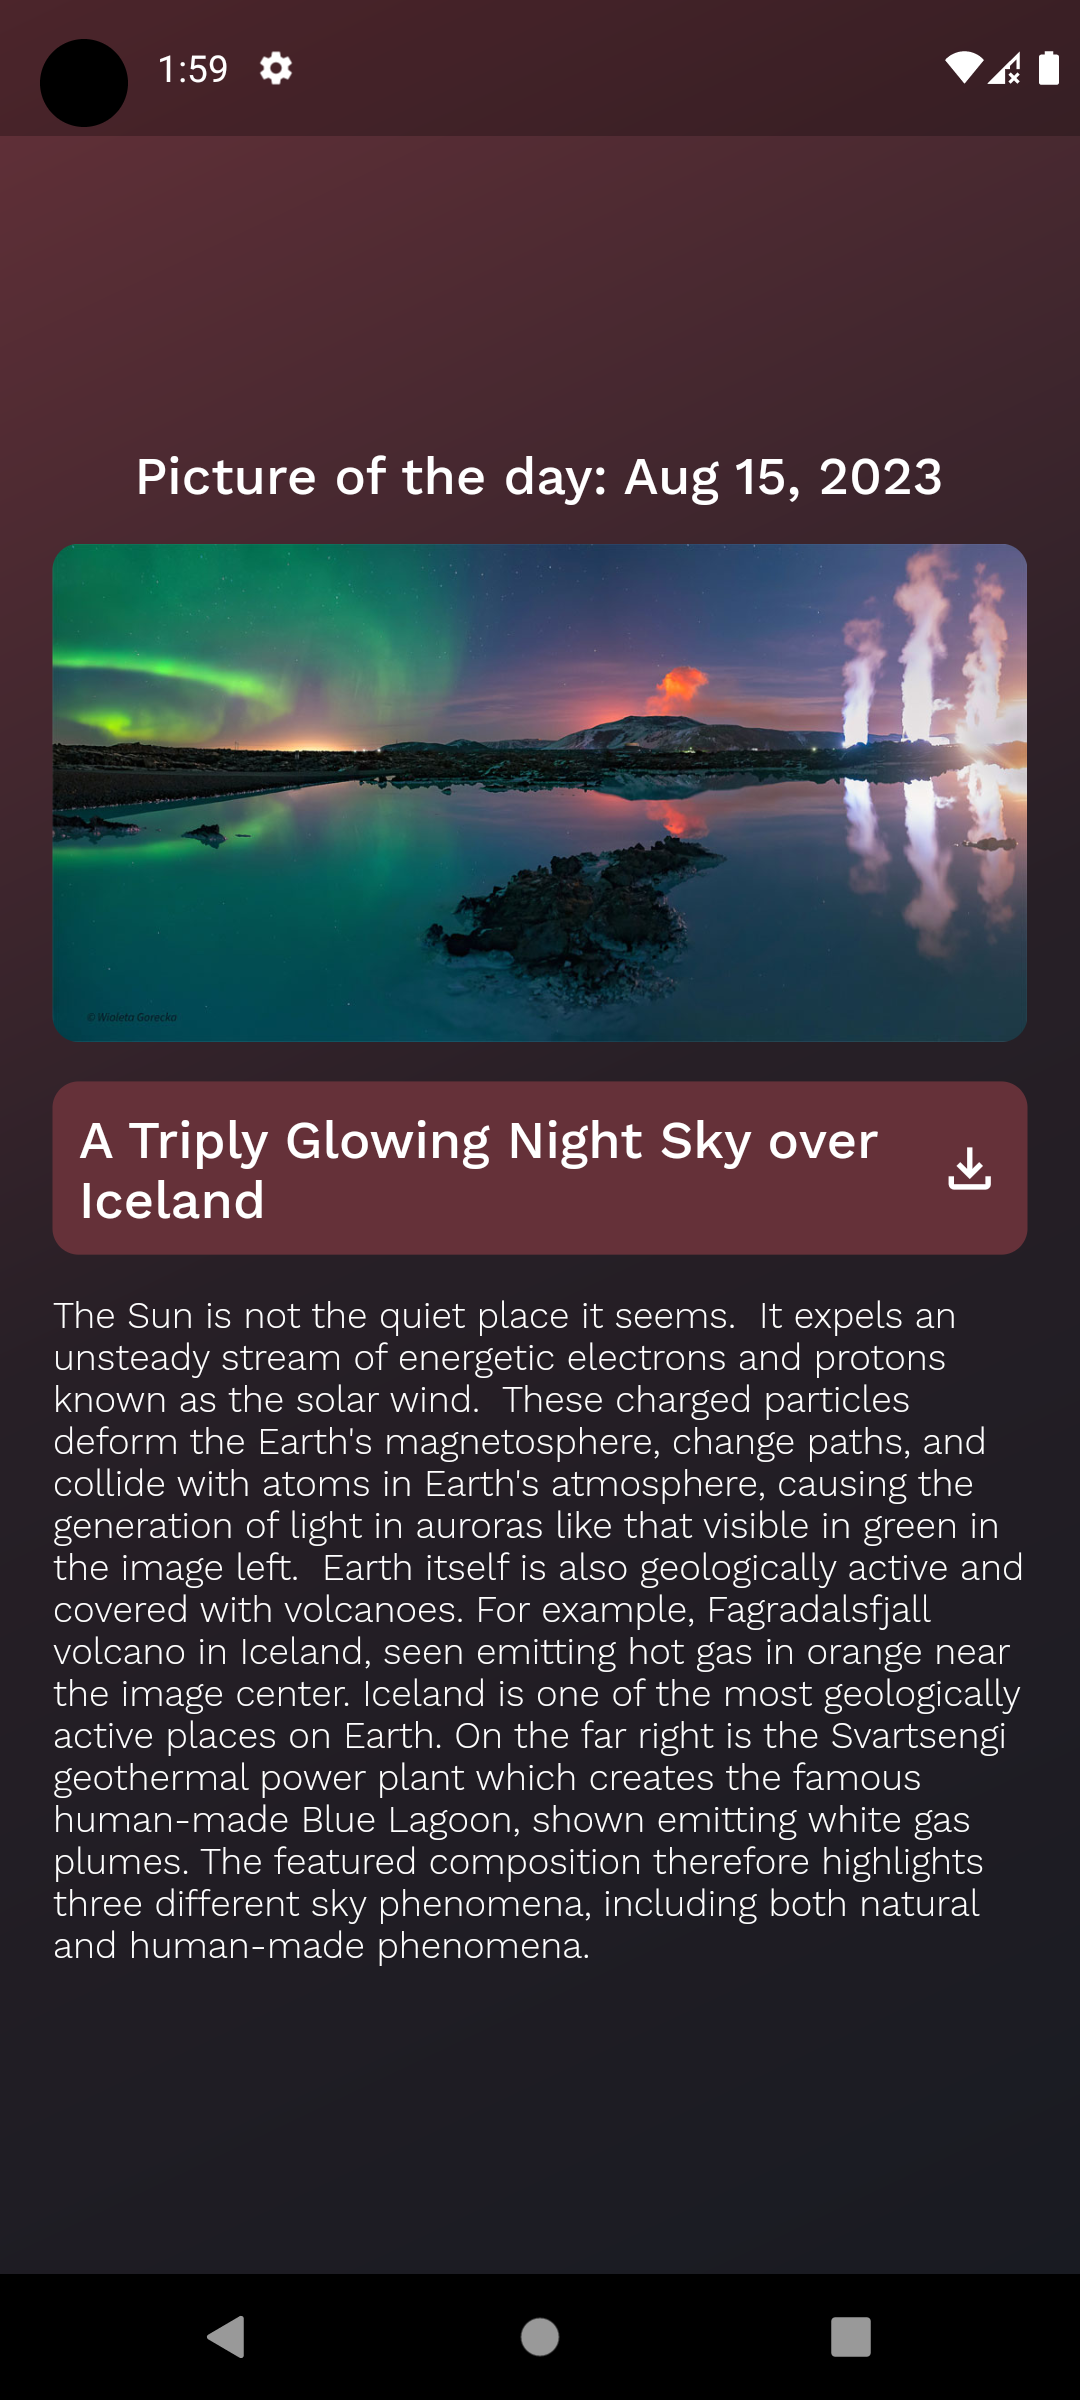 1:59
Picture of the day: Aug 15, 2023
© Wioleta Gorecka
A Triply Glowing Night Sky over
Iceland
The Sun is not the quiet place it seems.  It expels an
unsteady stream of energetic electrons and protons
known as the solar wind.  These charged particles
deform the Earth's magnetosphere, change paths, and
collide with atoms in Earth's atmosphere, causing the
generation of light in auroras like that visible in green in
the image left.  Earth itself is also geologically active and
covered with volcanoes. For example, Fagradalsfjall
volcano in Iceland, seen emitting hot gas in orange near
the image center. Iceland is one of the most geologically
active places on Earth. On the far right is the Svartsengi
geothermal power plant which creates the famous
human-made Blue Lagoon, shown emitting white gas
plumes. The featured composition therefore highlights
three different sky phenomena, including both natural
and human-made phenomena.